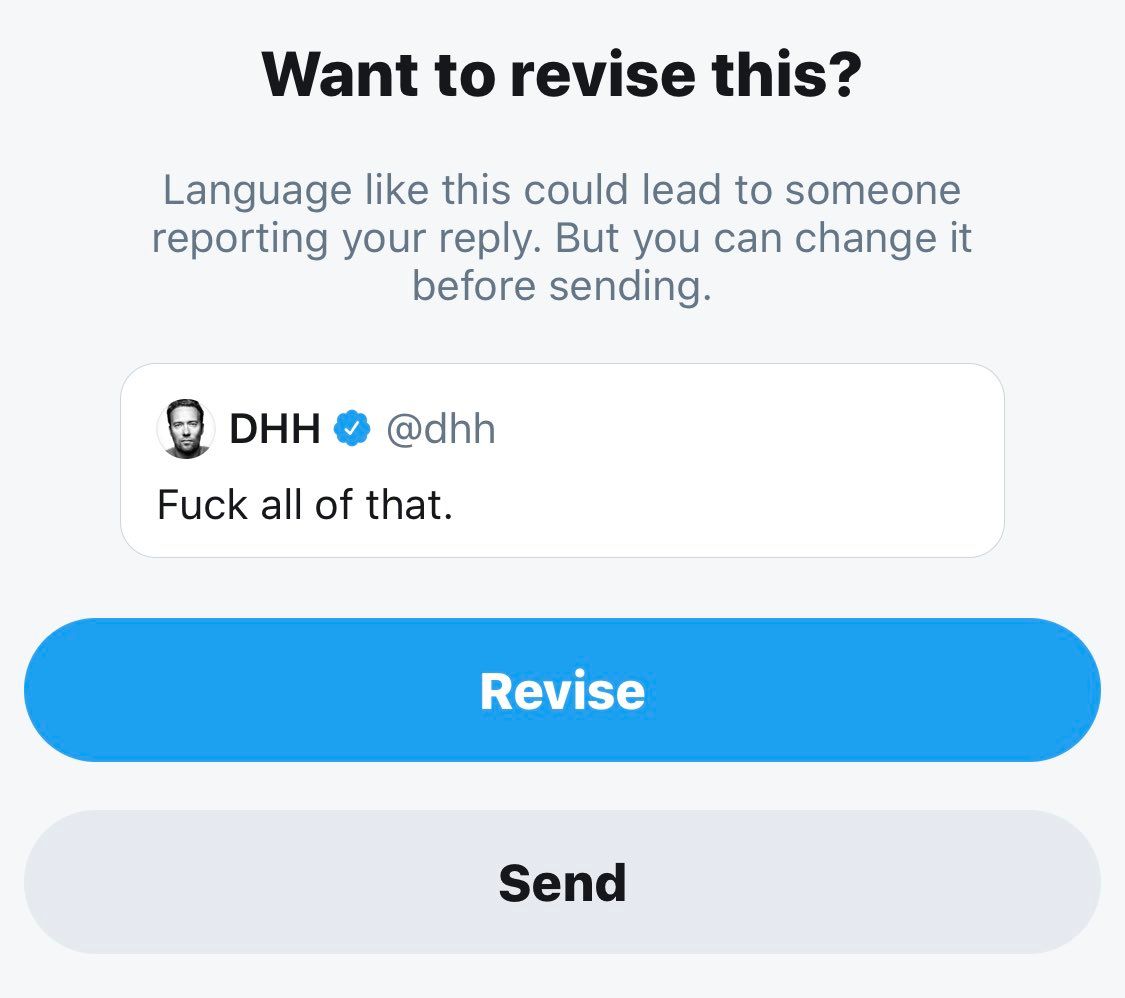 Want to revise this?
Language like this could lead to someone
reporting your reply. But you can change it
before sending.
DHH @dhh
Fuck all of that.
Revise
Send